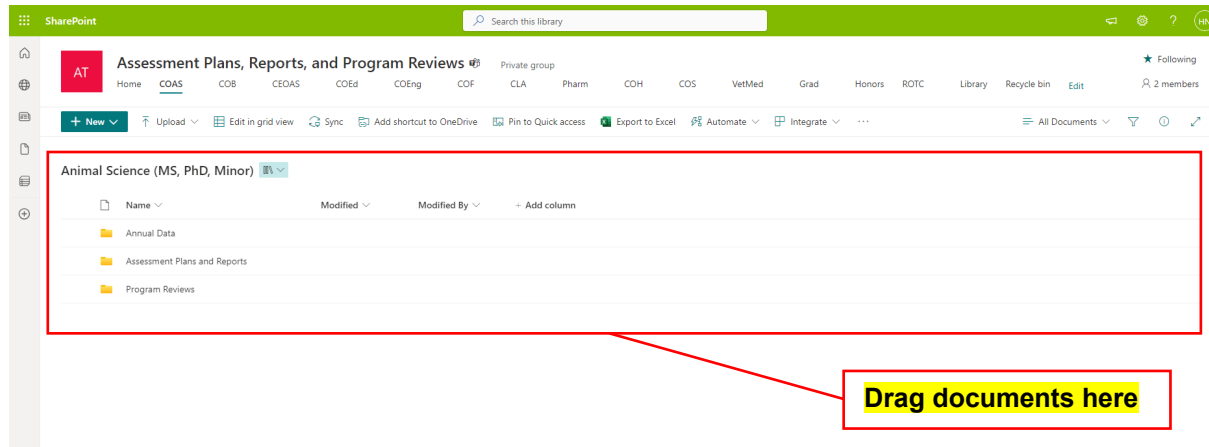 SharePoint Search this library ? HN
AT Assessment Plans, Reports, and Program Reviews Private group Following
Home COAS COB CEOAS COEd COEng COF CLA Pharm COH COS VetMed Grad Honors ROTC Library Recycle bin Edit 2 members
+ New Upload Edit in grid view Sync Add shortcut to OneDrive Pin to Quick access Export to Excel Automate Integrate ... All Documents
Animal Science (MS, PhD, Minor)
Name Modified Modified By + Add column
Annual Data
Assessment Plans and Reports
Program Reviews
Drag documents here